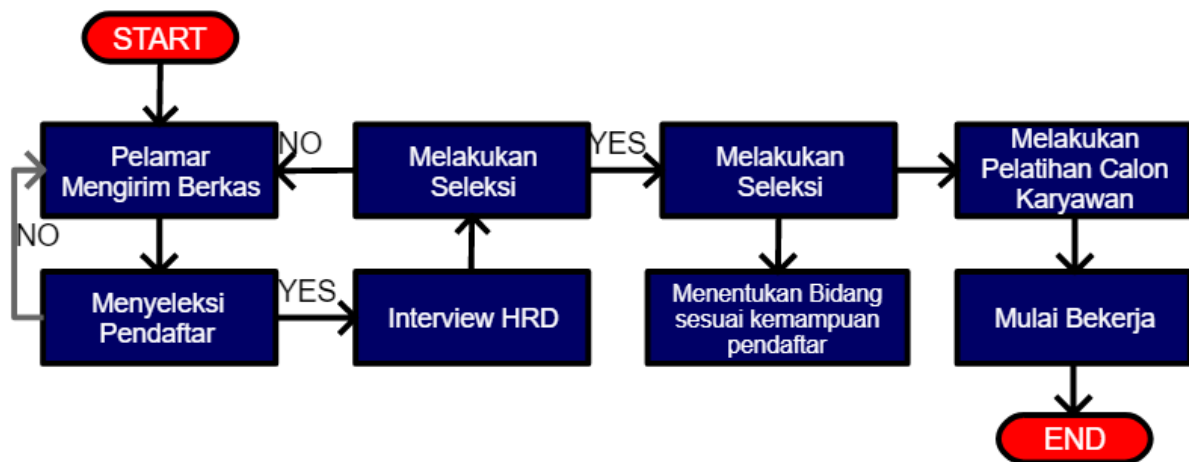 START
Pelamar
Mengirim Berkas
NO
Melakukan
Seleksi
YES
Melakukan
Seleksi
Melakukan
Pelatihan Calon
Karyawan
NO
Menyeleksi
Pendaftar
YES
Interview HRD
Menentukan Bidang
sesuai kemampuan
pendaftar
Mulai Bekerja
END